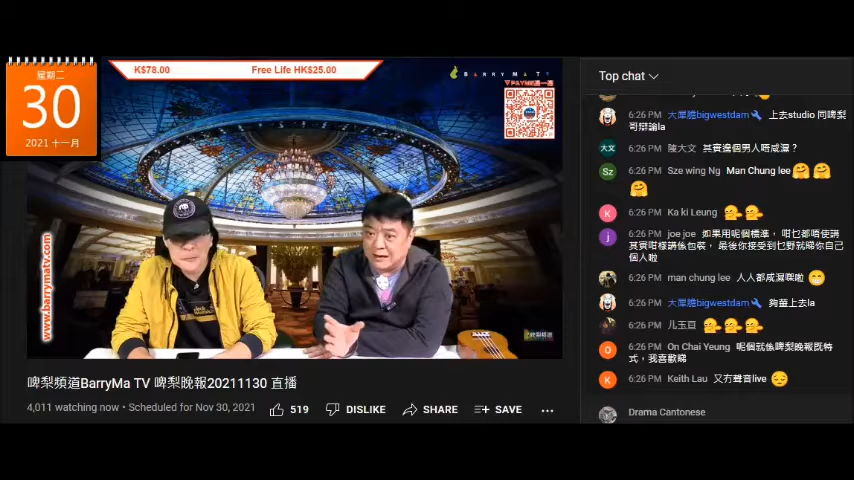 星期二
30
2021 十一月
K$78.00
Free Life HK$25.00
BARRYMATV
www.barrymatv.com
啤梨頻道BarryMa TV 啤梨晚報20211130 直播
4,011 watching now • Scheduled for Nov 30, 2021
519
DISLIKE
SHARE
SAVE
Top chat
6:26 PM 大犀膽bigwestdam 上去studio 同啤梨
哥辯論la
大文
6:26 PM 陳大文 其實邊個男人唔咸濕？
Sz
6:26 PM Sze wing Ng Man Chung lee
K
6:26 PM Ka ki Leung
j
6:26 PM joe joe 如果用呢個標準， 咁乜都唔使講
其實咁樣講係包裝， 最後你接受到乜野就睇你自己
個人啦
6:26 PM man chung lee 人人都咸濕㗎啦
6:26 PM 大犀膽bigwestdam 夠薑上去la
6:26 PM 儿玉亘
O
6:26 PM On Chai Yeung 呢個就係啤梨晚報既特
式，我喜歡睇
K
6:26 PM Keith Lau 又冇聲音live
Drama Cantonese